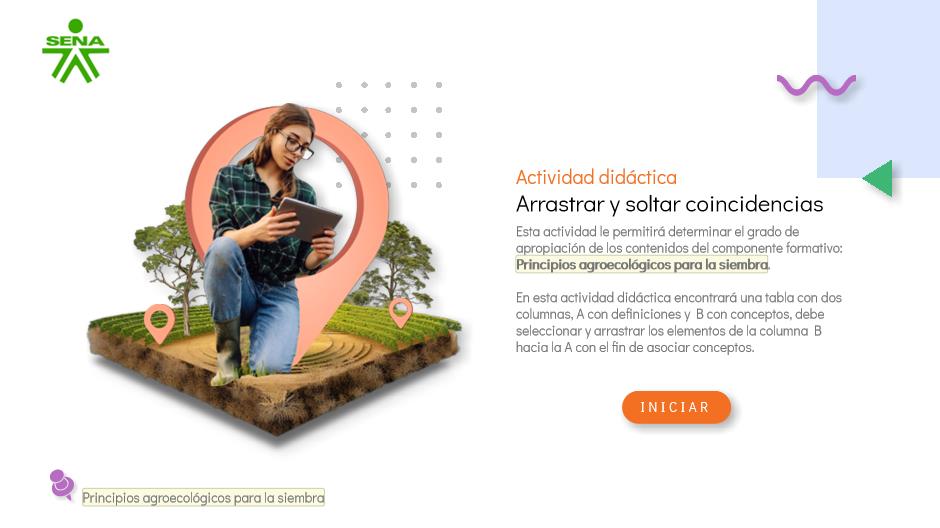 SENA
Actividad didáctica
Arrastrar y soltar coincidencias
Esta actividad le permitirá determinar el grado de
apropiación de los contenidos del componente formativo:
Principios agroecológicos para la siembra.
En esta actividad didáctica encontrará una tabla con dos
columnas, A con definiciones y B con conceptos, debe
seleccionar y arrastrar los elementos de la columna B
hacia la A con el fin de asociar conceptos.
INICIAR
Principios agroecológicos para la siembra